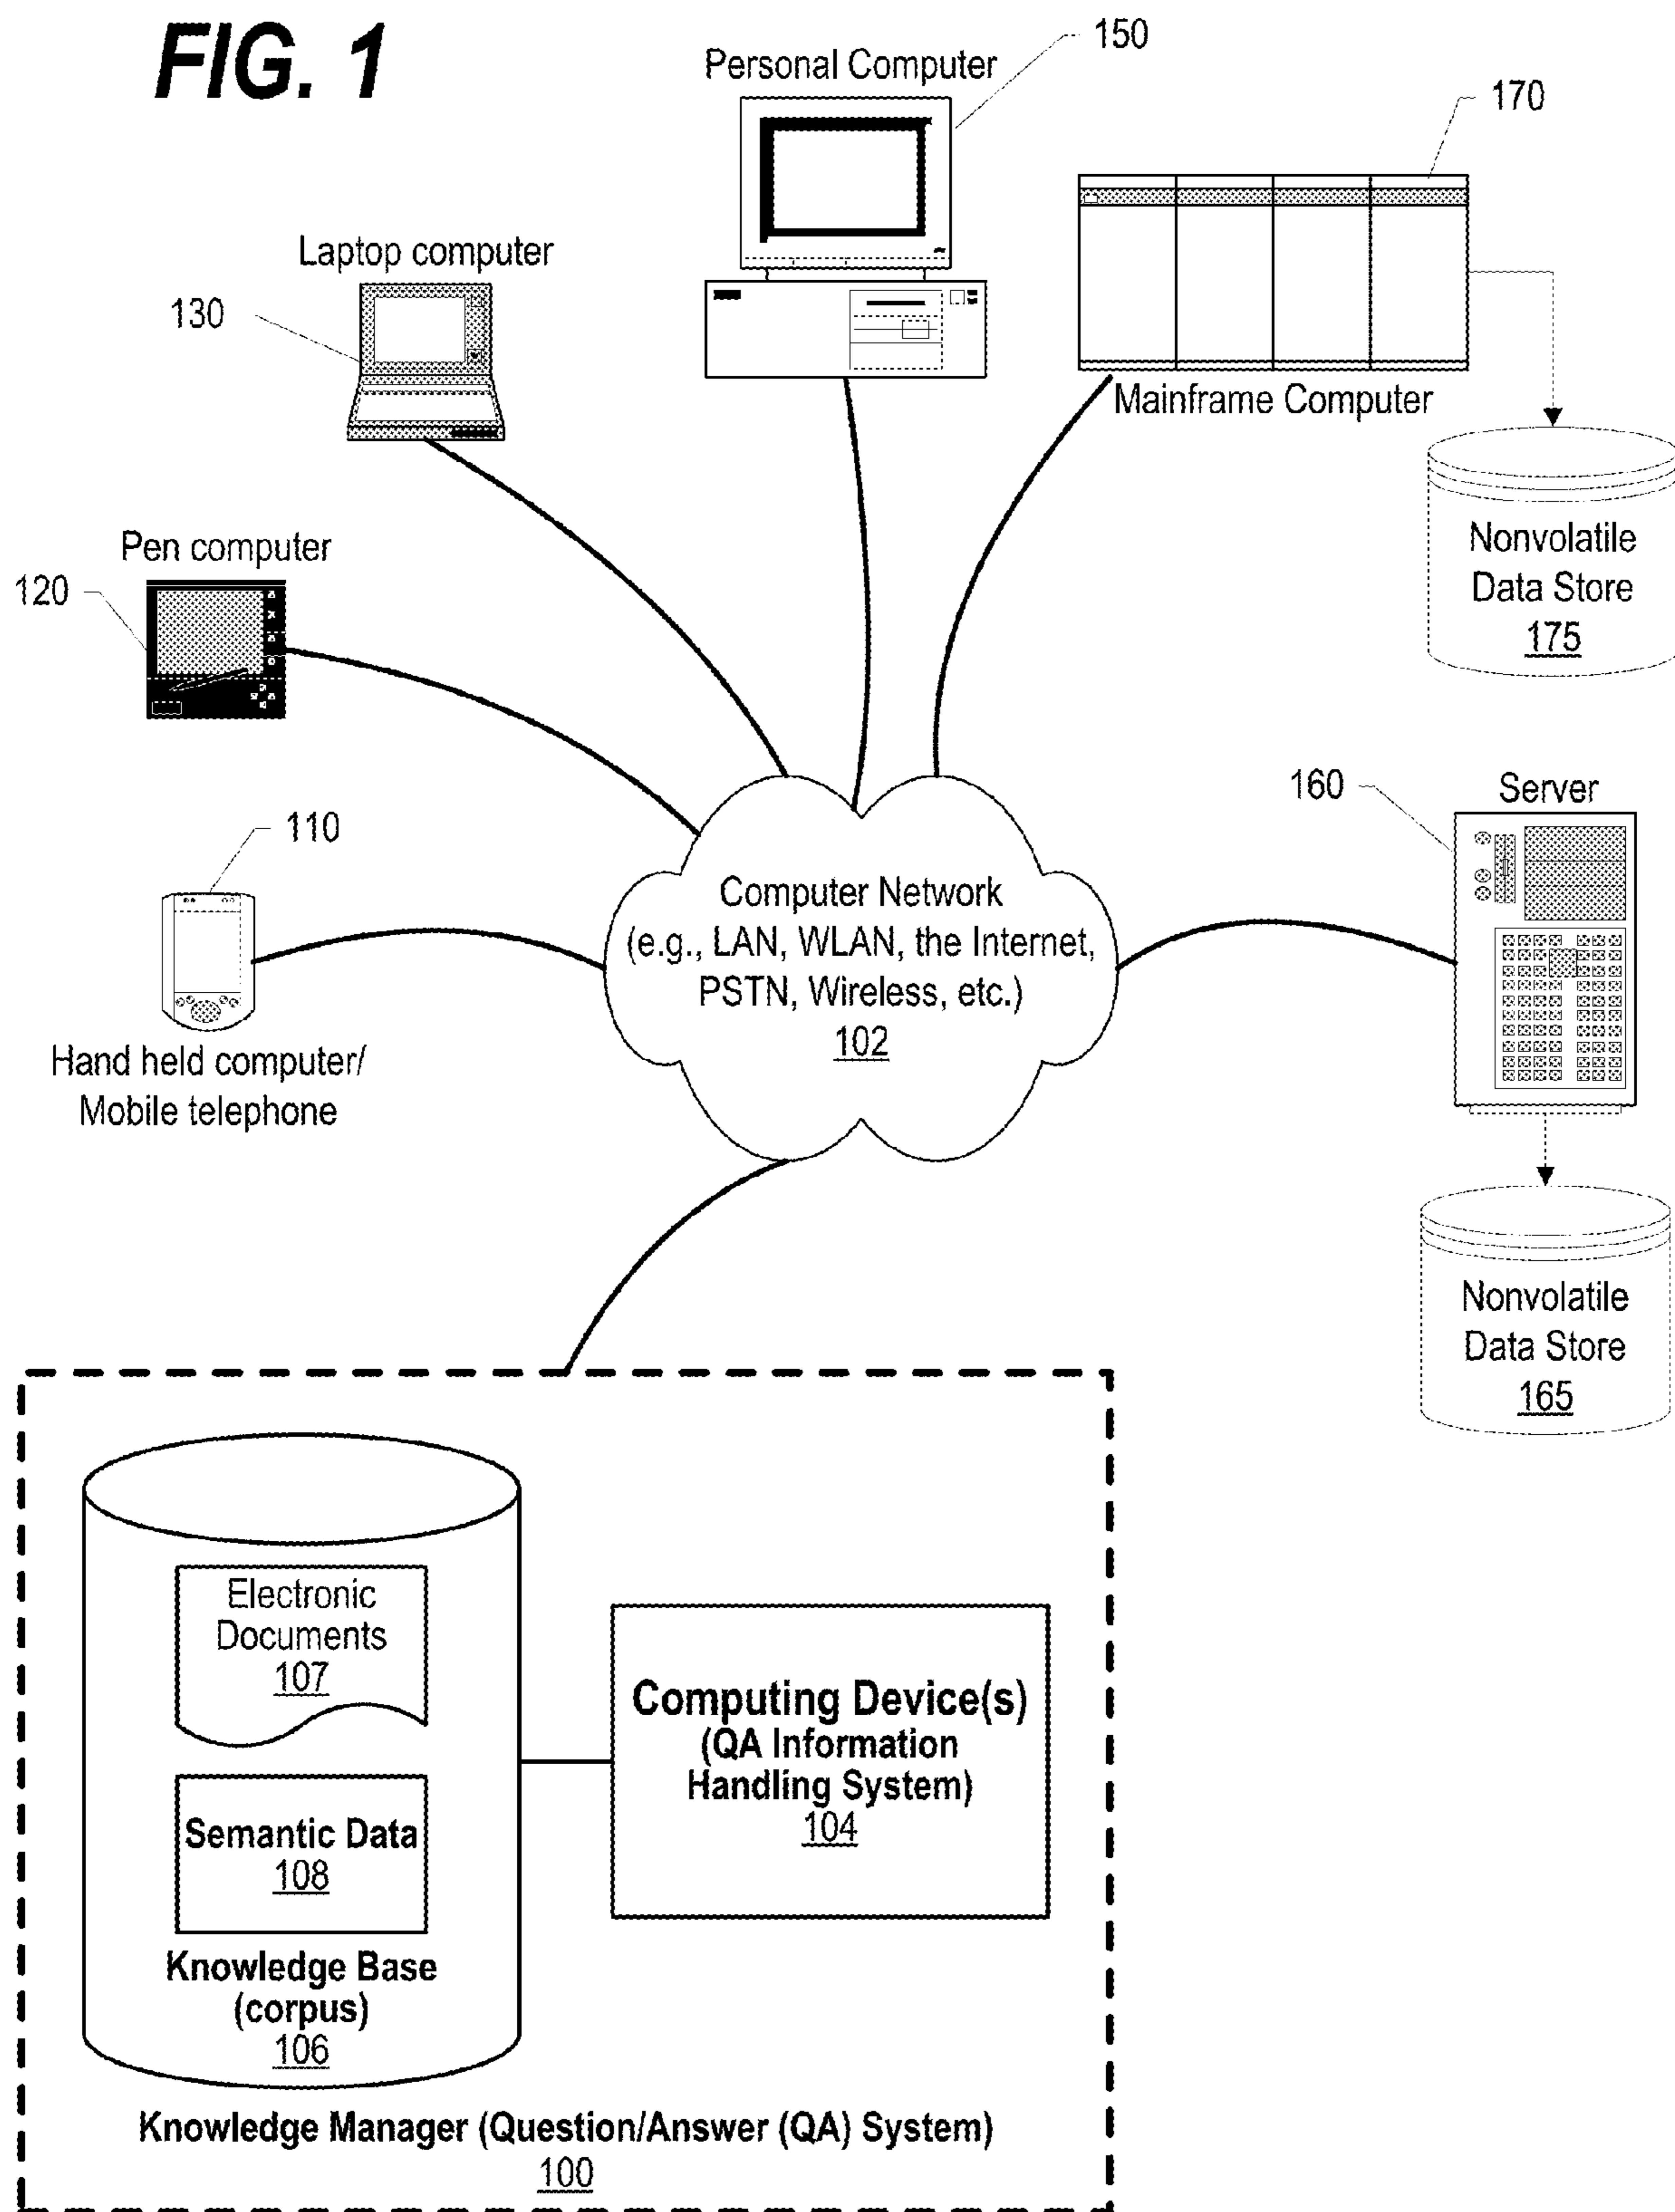 FIG. 1
Personal Computer
150
170
Laptop computer
130
Mainframe Computer
Nonvolatile
Data Store
175
Pen computer
120
110
Hand held computer/
Mobile telephone
Computer Network
(e.g., LAN, WLAN, the Internet,
PSTN, Wireless, etc.)
102
160
Server
Nonvolatile
Data Store
165
Electronic
Documents
107
Semantic Data
108
Knowledge Base
(corpus)
106
Computing Device(s)
(QA Information
Handling System)
104
Knowledge Manager (Question/Answer (QA) System)
100